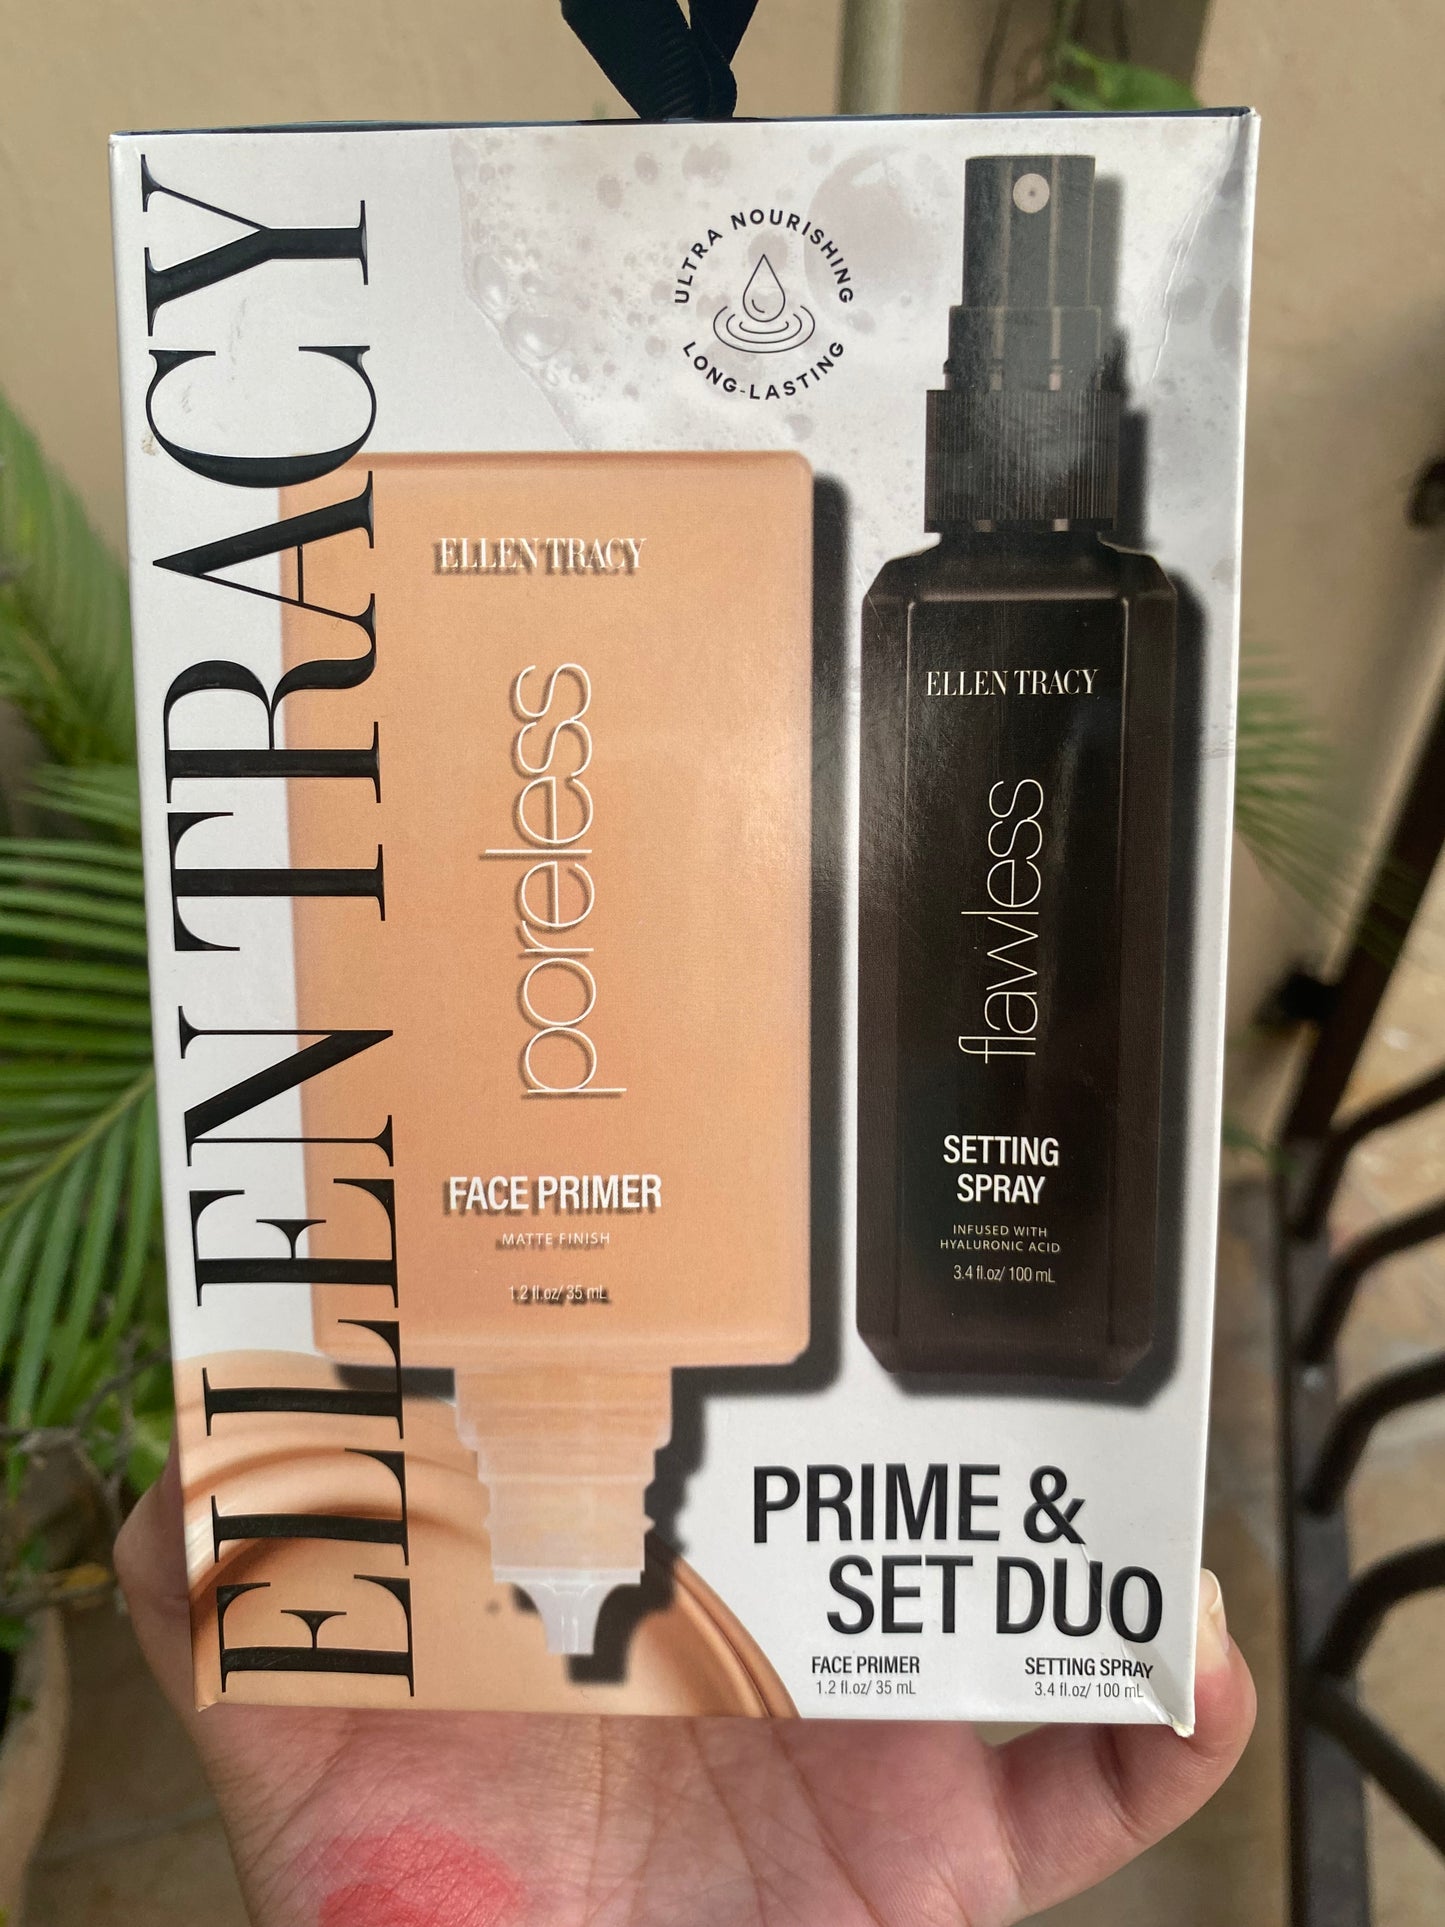 ELLEN TRACY
ULTRA NOURISHING
LONG-LASTING
ELLEN TRACY
poreless
FACE PRIMER
MATTE FINISH
1.2 fl.oz/ 35 mL
ELLEN TRACY
flawless
SETTING
SPRAY
INFUSED WITH
HYALURONIC ACID
3.4 fl.oz/ 100 mL
PRIME &
SET DUO
FACE PRIMER
1.2 fl.oz/ 35 mL
SETTING SPRAY
3.4 fl.oz/ 100 mL